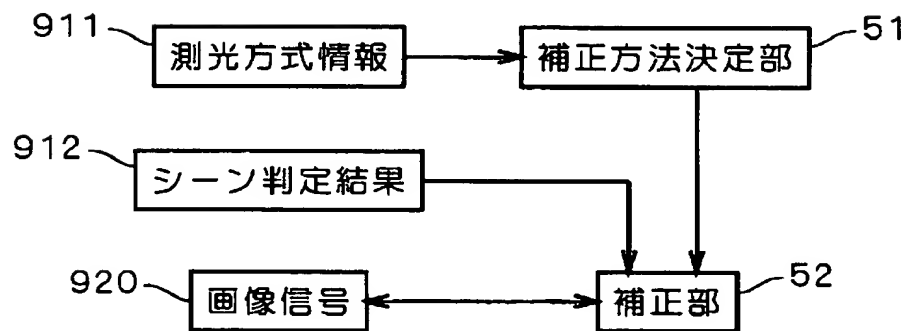 911
測光方式情報
補正方法決定部
51
912
シーン判定結果
920
画像信号
補正部
52